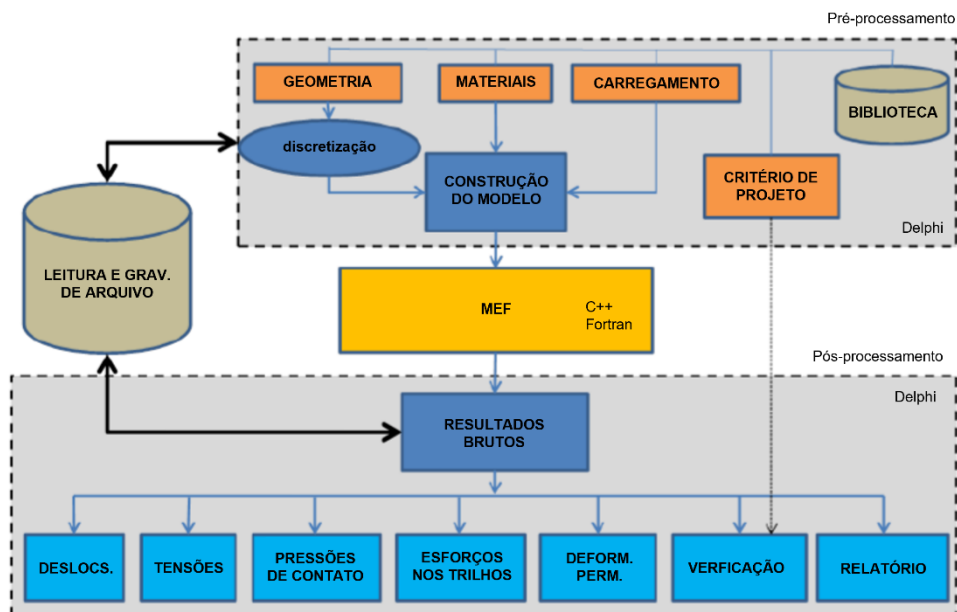 Pré-processamento
GEOMETRIA
MATERIAIS
CARREGAMENTO
BIBLIOTECA
discretização
CONSTRUÇÃO
DO MODELO
CRITÉRIO DE
PROJETO
Delphi
LEITURA E GRAV.
DE ARQUIVO
MEF
C++
Fortran
Pós-processamento
Delphi
RESULTADOS
BRUTOS
DESLOCS.
TENSÕES
PRESSÕES
DE CONTATO
ESFORÇOS
NOS TRILHOS
DEFORM.
PERM.
VERFICAÇÃO
RELATÓRIO